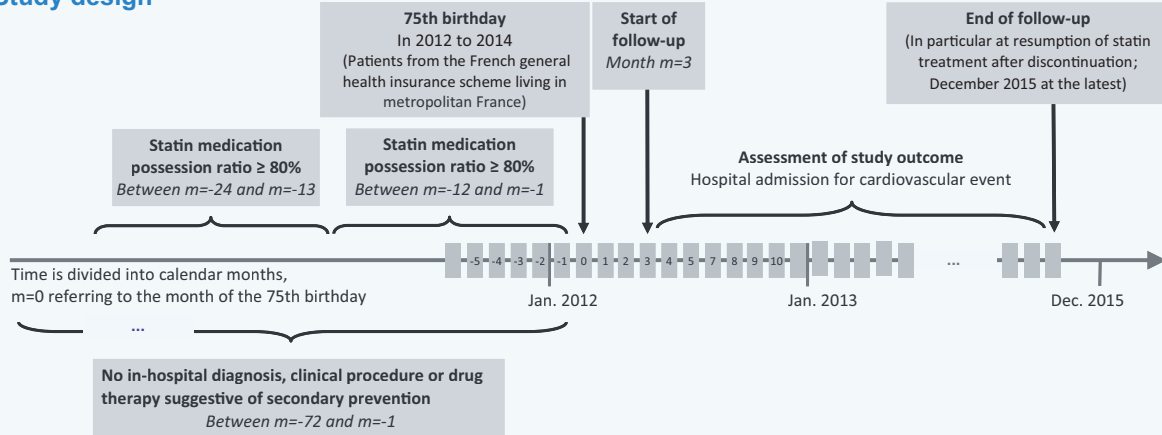 Study design
75th birthday
In 2012 to 2014
(Patients from the French general
health insurance scheme living in
metropolitan France)
Start of
follow-up
Month m=3
End of follow-up
(In particular at resumption of statin
treatment after discontinuation;
December 2015 at the latest)
Statin medication
possession ratio ≥ 80%
Between m=-24 and m=-13
Statin medication
possession ratio ≥ 80%
Between m=-12 and m=-1
Assessment of study outcome
Hospital admission for cardiovascular event
-5 -4 -3 -2 -1 0 1 2 3 4 5 6 7 8 9 10 ...
Time is divided into calendar months,
m=0 referring to the month of the 75th birthday
Jan. 2012 Jan. 2013 Dec. 2015
...
No in-hospital diagnosis, clinical procedure or drug
therapy suggestive of secondary prevention
Between m=-72 and m=-1